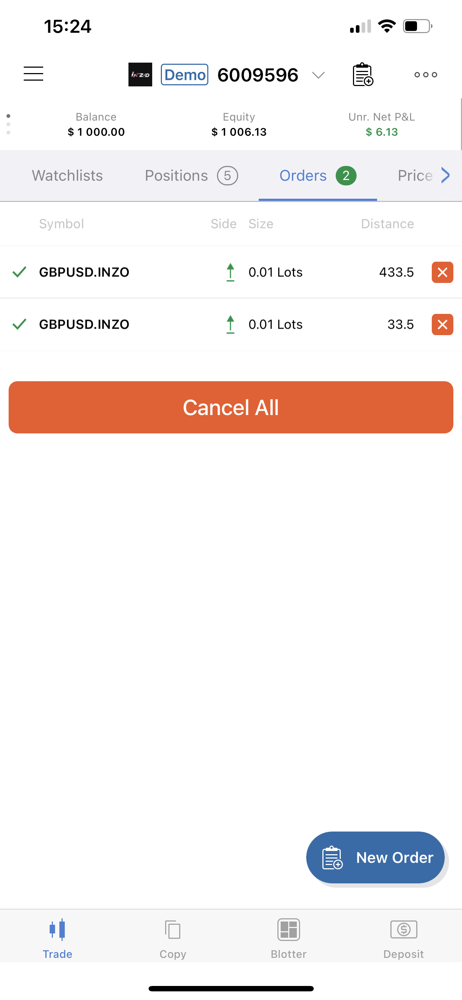 15:24
INZO Demo 6009596
Balance Equity Unr. Net P&L
$ 1 000.00 $ 1 006.13 $ 6.13
Watchlists Positions 5 Orders 2 Price
Symbol Side Size Distance
GBPUSD.INZO 0.01 Lots 433.5
GBPUSD.INZO 0.01 Lots 33.5
Cancel All
New Order
Trade Copy Blotter Deposit